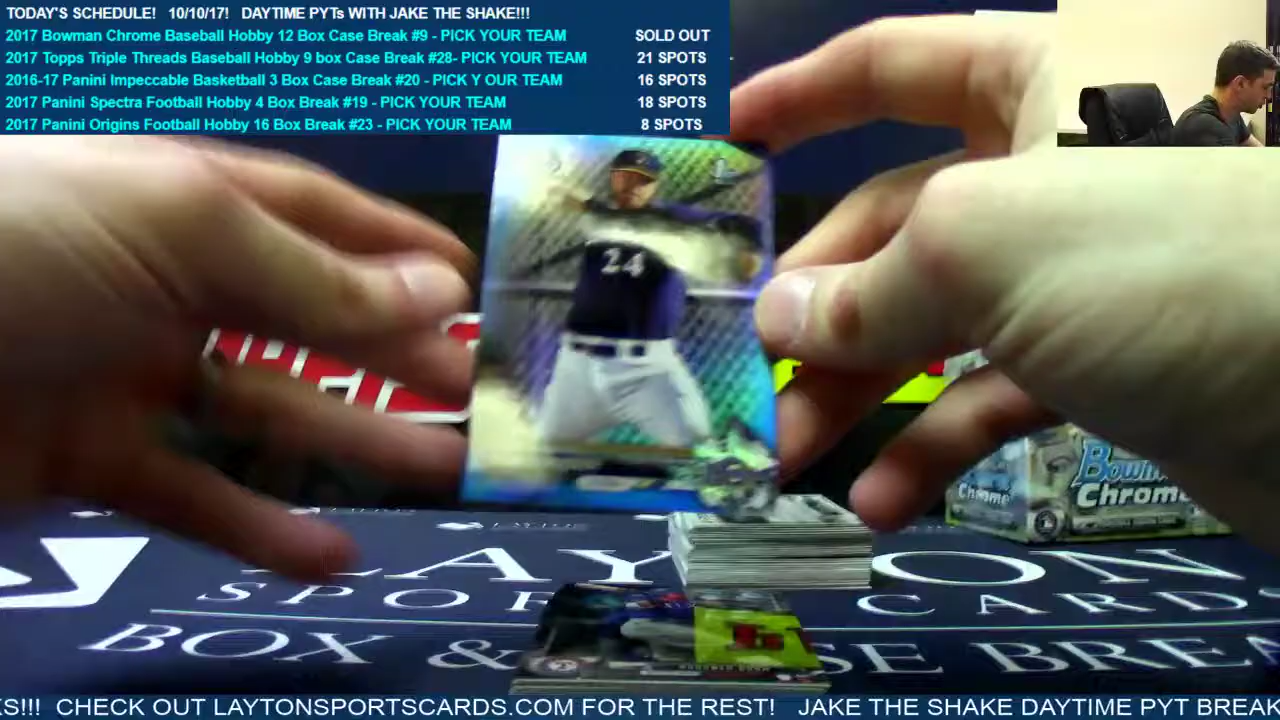 TODAY'S SCHEDULE! 10/10/17! DAYTIME PYTs WITH JAKE THE SHAKE!!!
2017 Bowman Chrome Baseball Hobby 12 Box Case Break #9 - PICK YOUR TEAM SOLD OUT
2017 Topps Triple Threads Baseball Hobby 9 box Case Break #28- PICK YOUR TEAM 21 SPOTS
2016-17 Panini Impeccable Basketball 3 Box Case Break #20 - PICK Y OUR TEAM 16 SPOTS
2017 Panini Spectra Football Hobby 4 Box Break #19 - PICK YOUR TEAM 18 SPOTS
2017 Panini Origins Football Hobby 16 Box Break #23 - PICK YOUR TEAM 8 SPOTS
24
Chrome
Chrome
CARDS
BOX & SE BREA
KS!!! CHECK OUT LAYTONSPORTSCARDS.COM FOR THE REST! JAKE THE SHAKE DAYTIME PYT BREAK